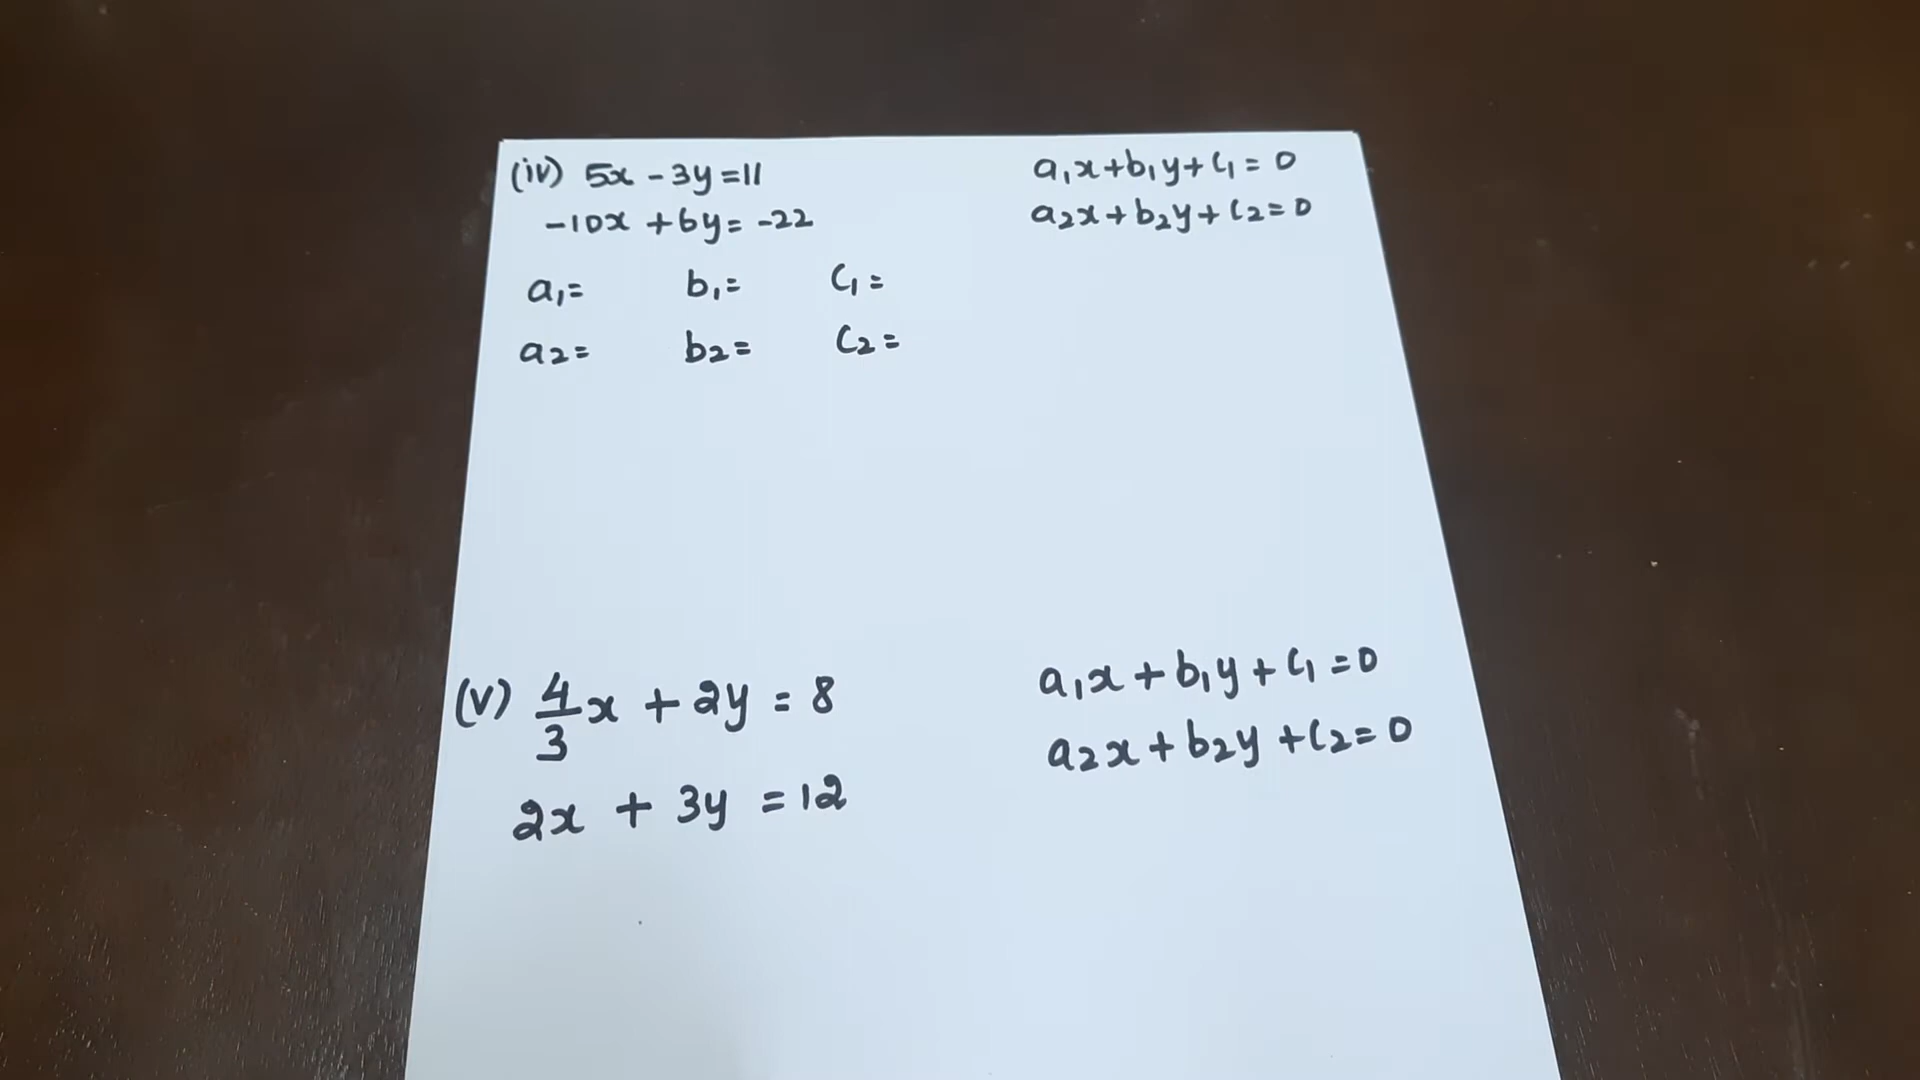 (iv) 5x - 3y = 11
-10x + 6y = -22
a₁x + b₁y + c₁ = 0
a₂x + b₂y + c₂ = 0
a₁= b₁= c₁=
a₂= b₂= c₂=
(v) 4/3 x + 2y = 8
2x + 3y = 12
a₁x + b₁y + c₁ = 0
a₂x + b₂y + c₂ = 0